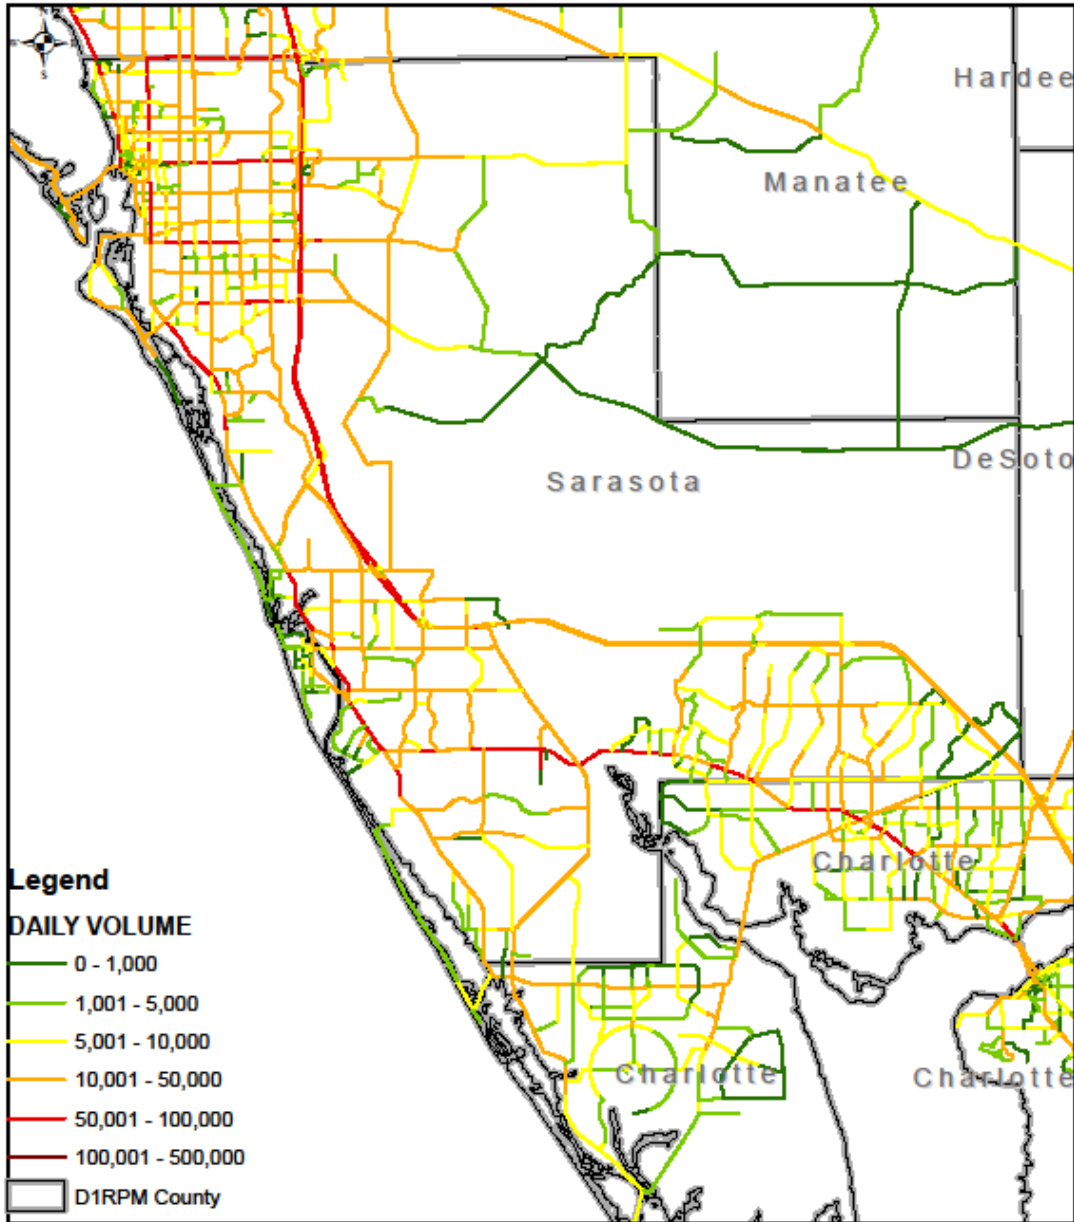 S
Hardee
Manatee
Sarasota
DeSoto
Charlotte
Charlotte
Charlotte
Legend
DAILY VOLUME
0 - 1,000
1,001 - 5,000
5,001 - 10,000
10,001 - 50,000
50,001 - 100,000
100,001 - 500,000
D1RPM County